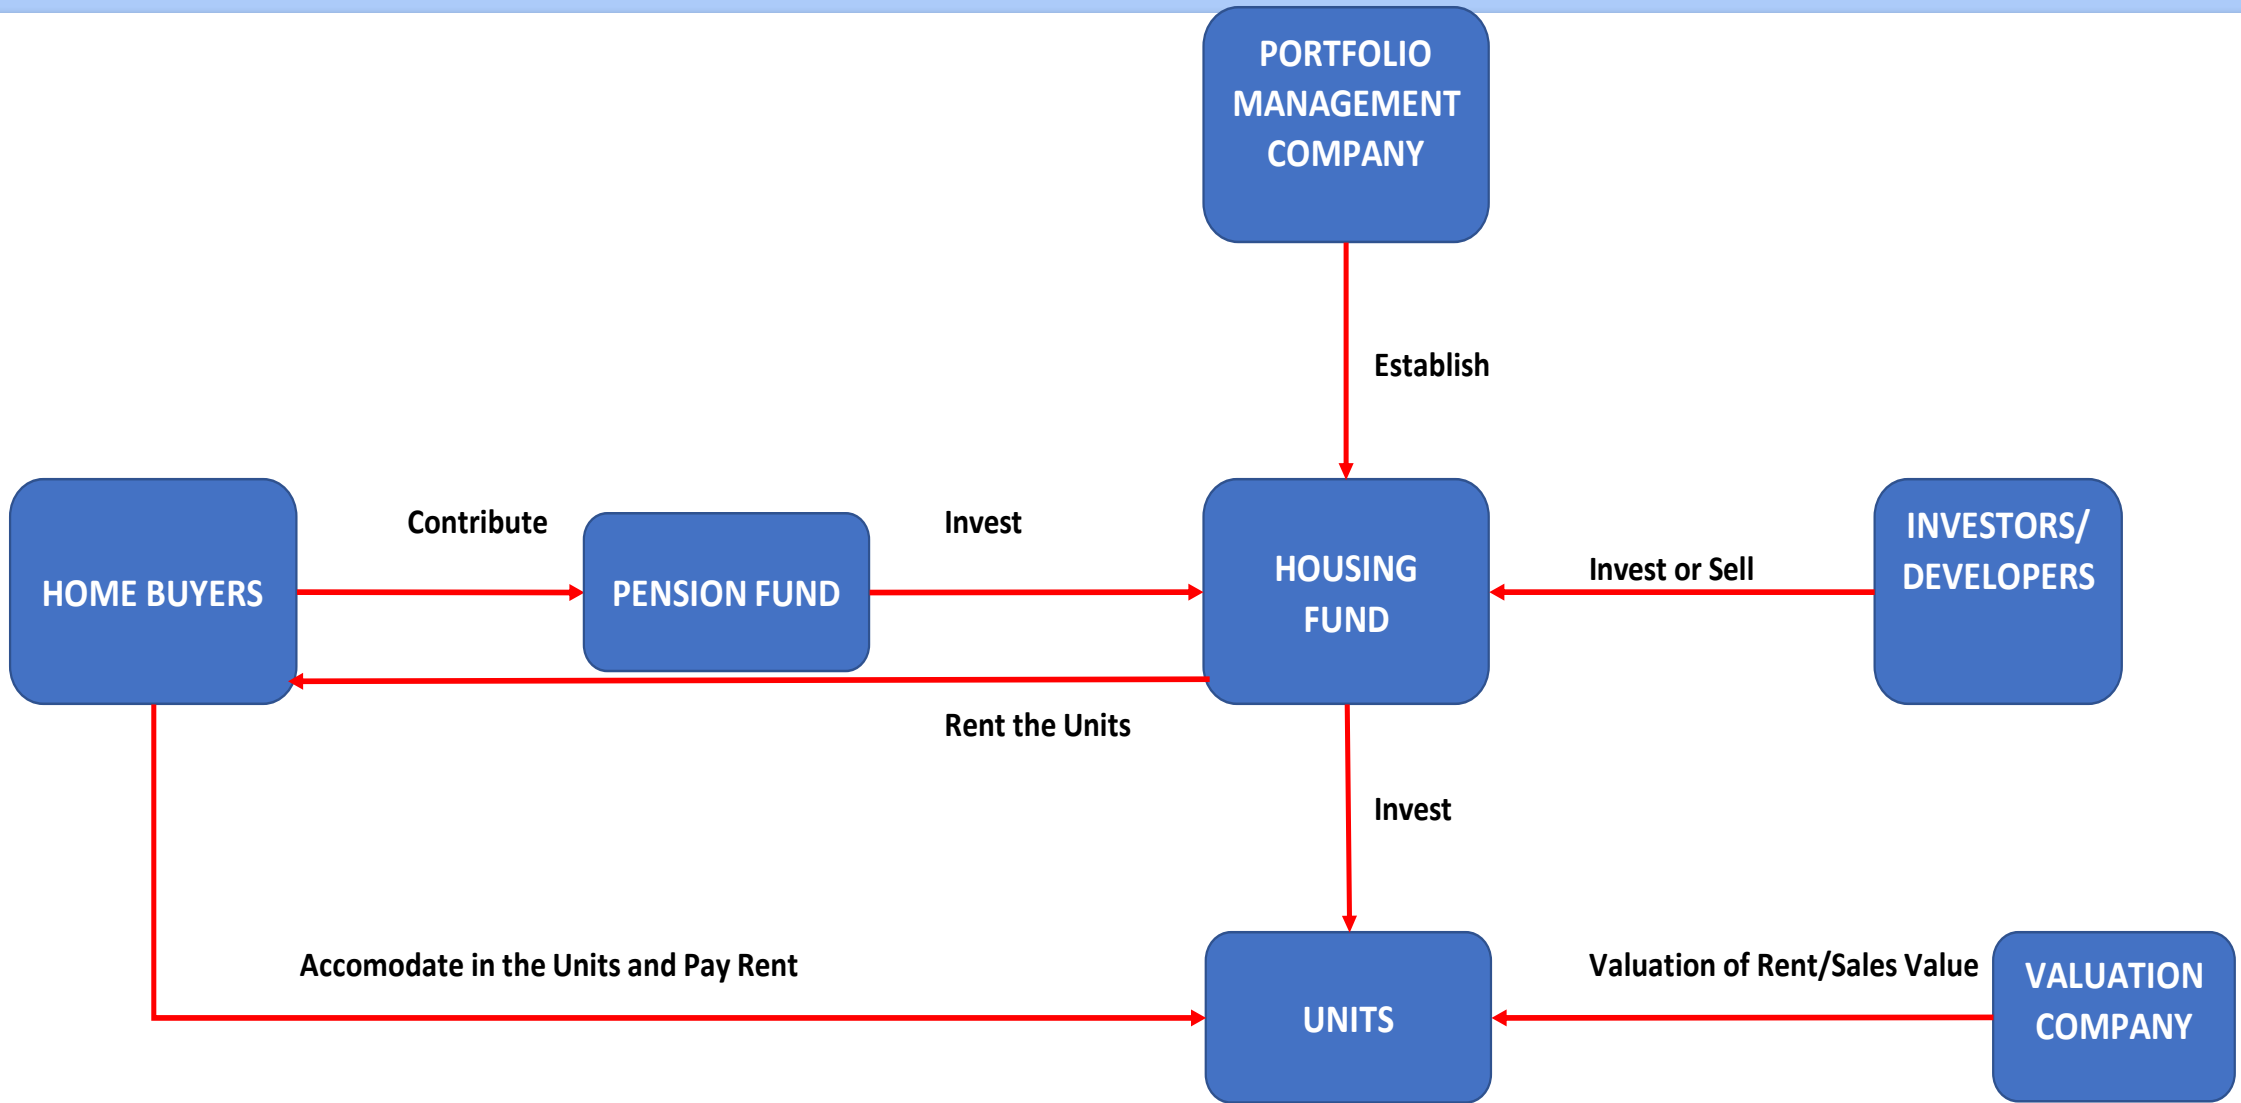 PORTFOLIO
MANAGEMENT
COMPANY
Establish
HOME BUYERS
Contribute
PENSION FUND
Invest
HOUSING
FUND
Invest or Sell
INVESTORS/
DEVELOPERS
Rent the Units
Invest
Accomodate in the Units and Pay Rent
UNITS
Valuation of Rent/Sales Value
VALUATION
COMPANY